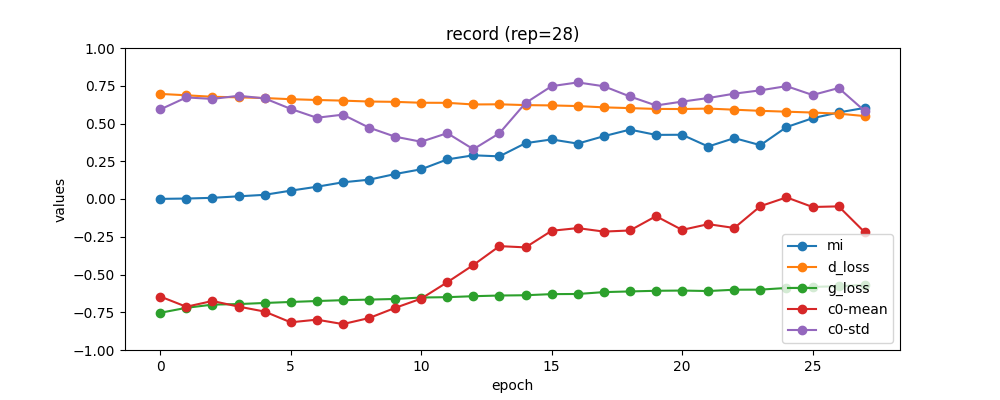 record (rep=28)
1.00
0.75
0.50
0.25
0.00
−0.25
−0.50
−0.75
−1.00
values
0
5
10
15
20
25
epoch
mi
d_loss
g_loss
c0-mean
c0-std